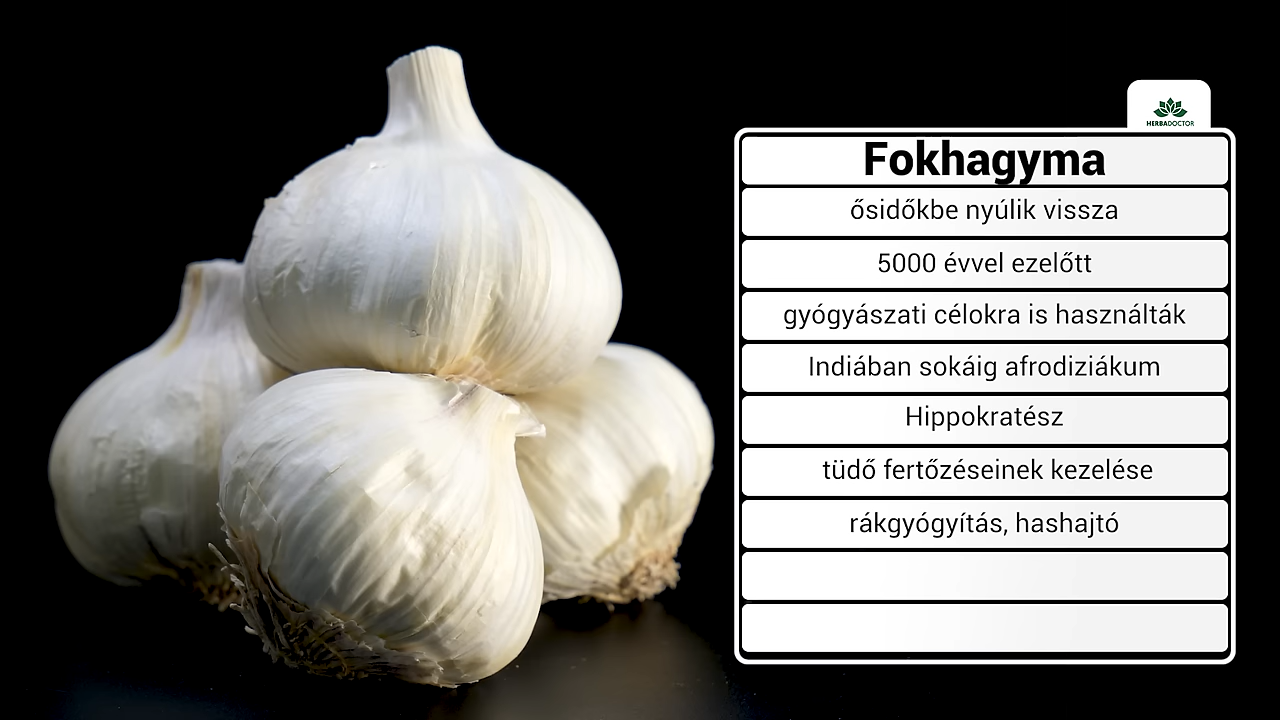 HERBADOCTOR
Fokhagyma
ősidőkbe nyúlik vissza
5000 évvel ezelőtt
gyógyászati célokra is használták
Indiában sokáig afrodiziákum
Hippokratész
tüdő fertőzéseinek kezelése
rákgyógyítás, hashajtó